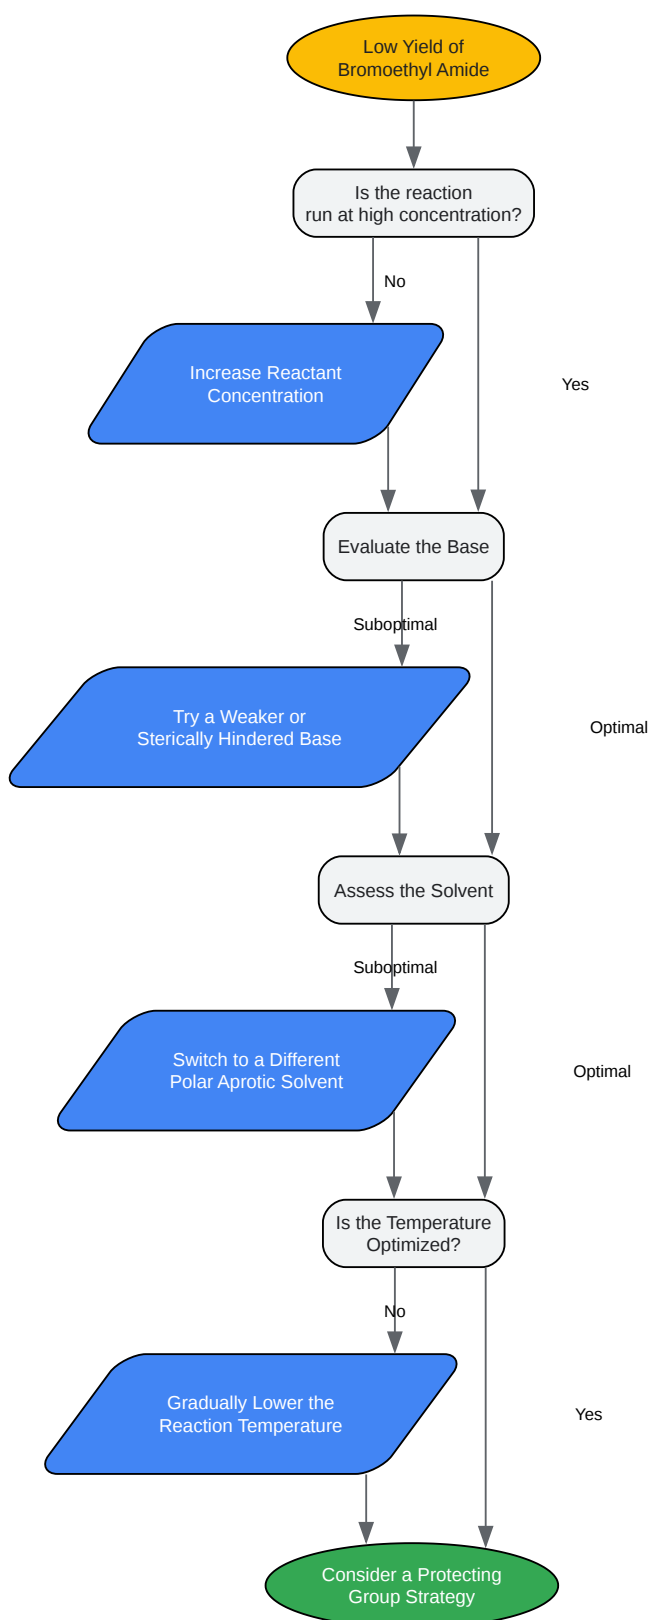 Low Yield of
Bromoethyl Amide
Is the reaction
run at high concentration?
No
Increase Reactant
Concentration
Yes
Evaluate the Base
Suboptimal
Try a Weaker or
Sterically Hindered Base
Optimal
Assess the Solvent
Suboptimal
Switch to a Different
Polar Aprotic Solvent
Optimal
Is the Temperature
Optimized?
No
Gradually Lower the
Reaction Temperature
Yes
Consider a Protecting
Group Strategy